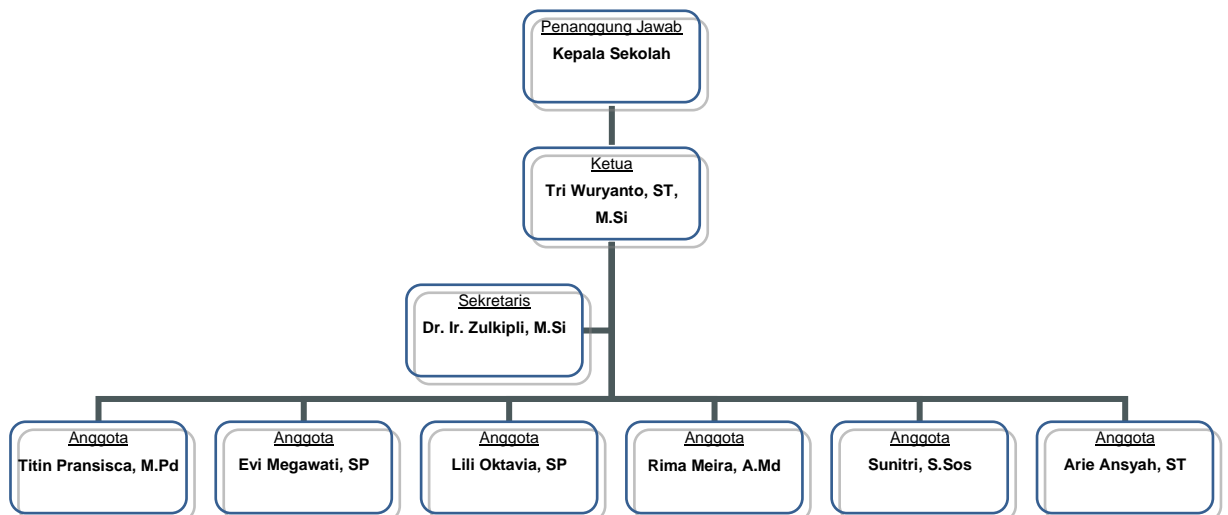 Penanggung Jawab
Kepala Sekolah
Ketua
Tri Wuryanto, ST,
M.Si
Sekretaris
Dr. Ir. Zulkipli, M.Si
Anggota
Titin Pransisca, M.Pd
Anggota
Evi Megawati, SP
Anggota
Lili Oktavia, SP
Anggota
Rima Meira, A.Md
Anggota
Sunitri, S.Sos
Anggota
Arie Ansyah, ST